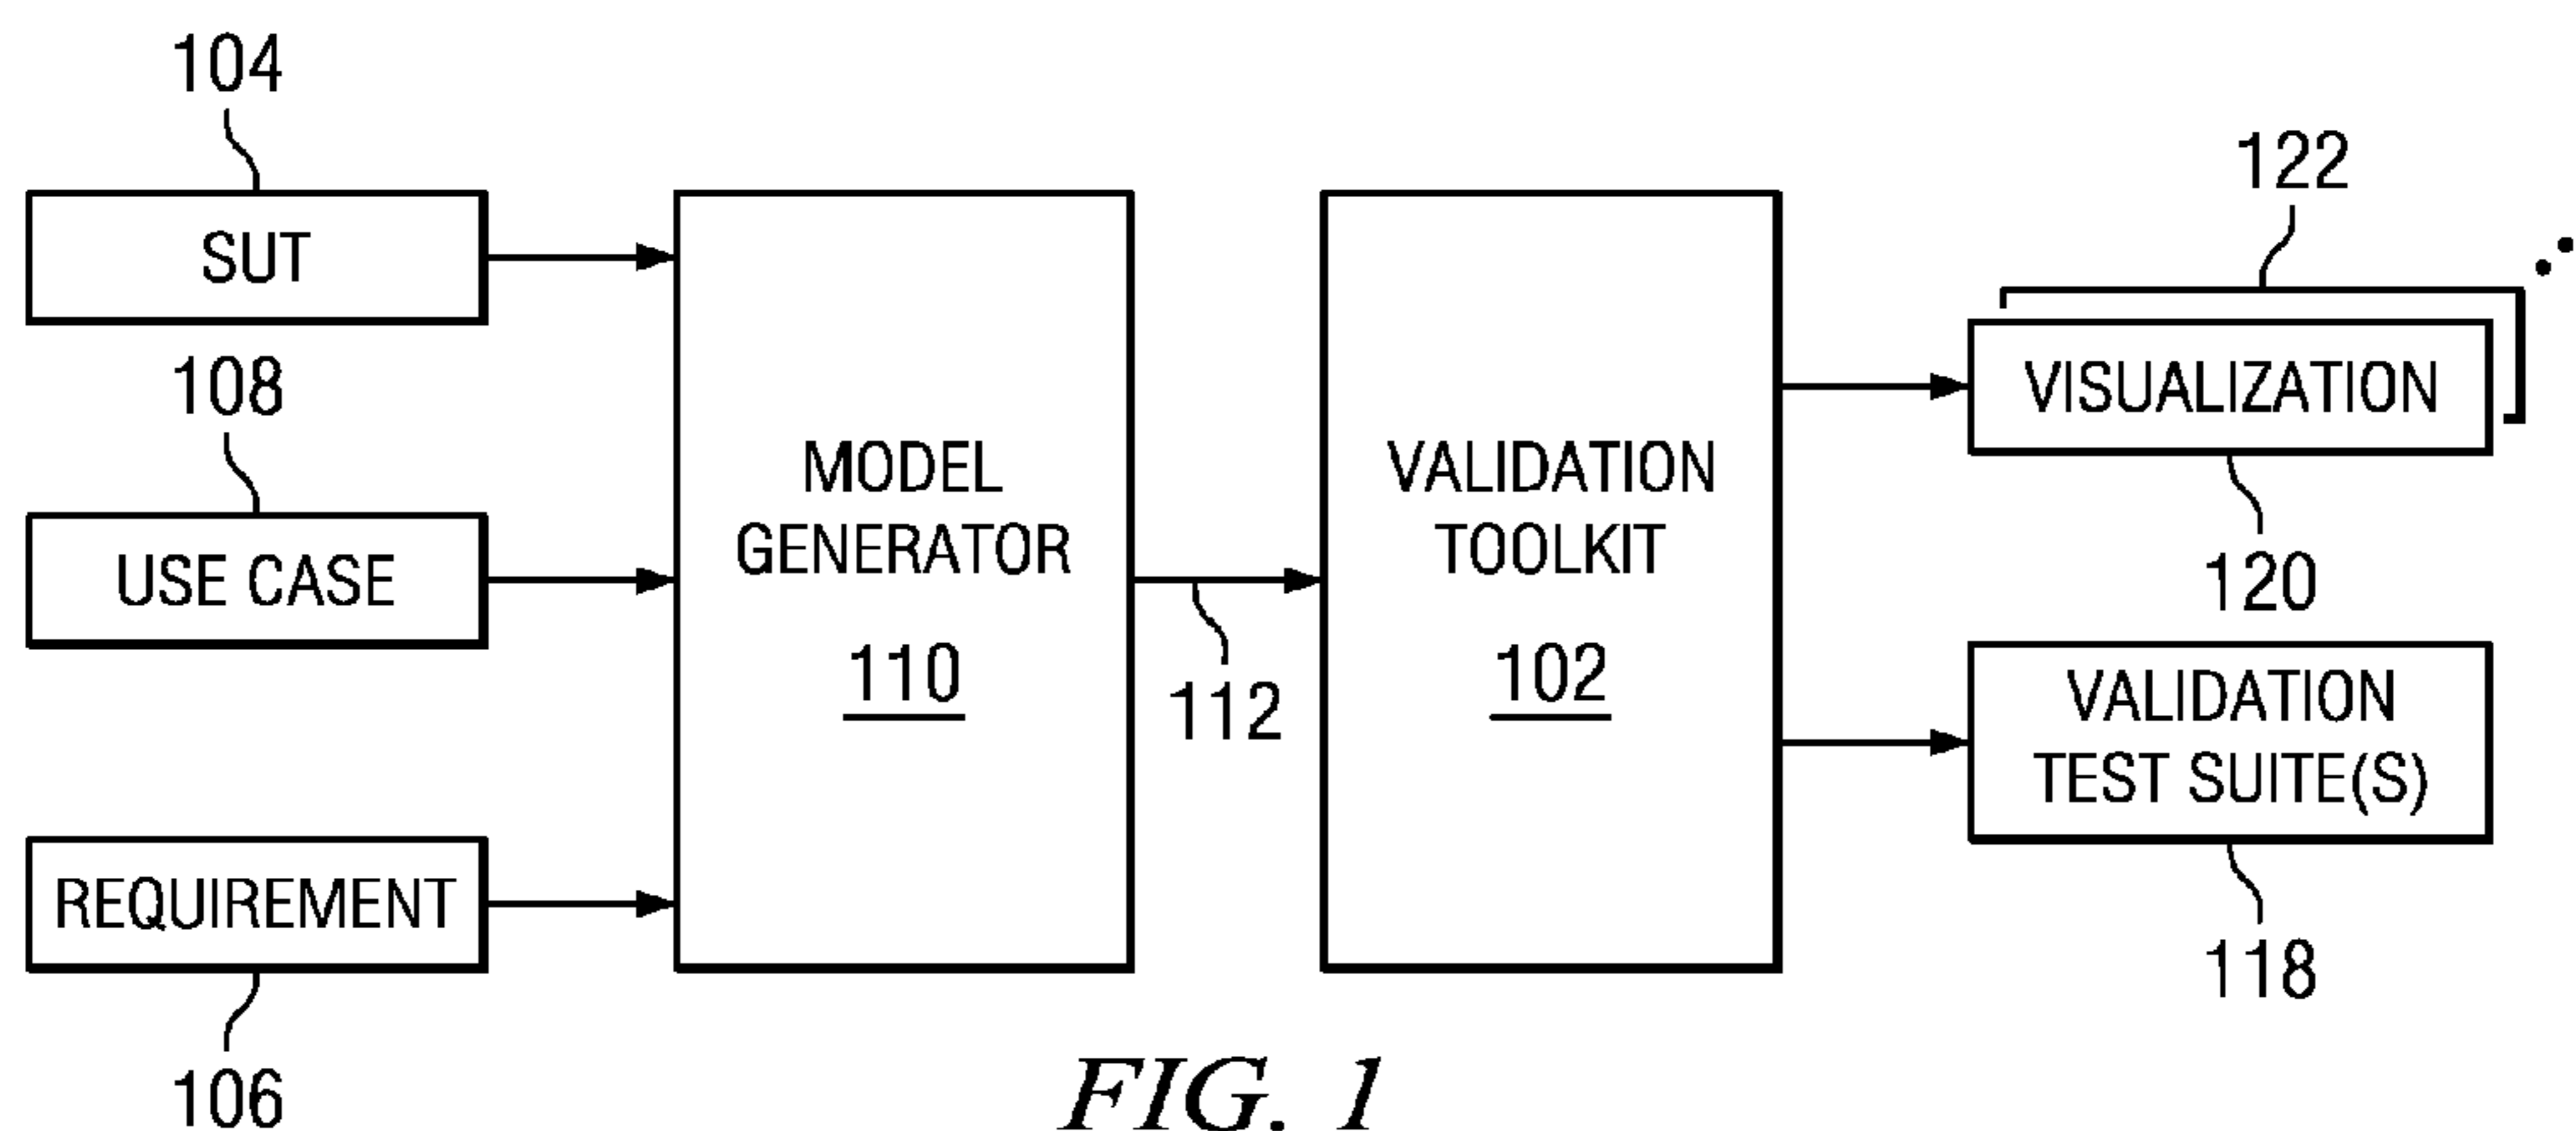 104
SUT
108
USE CASE
REQUIREMENT
106
MODEL
GENERATOR
110
112
VALIDATION
TOOLKIT
102
122
VISUALIZATION
120
VALIDATION
TEST SUITE(S)
118
FIG. 1